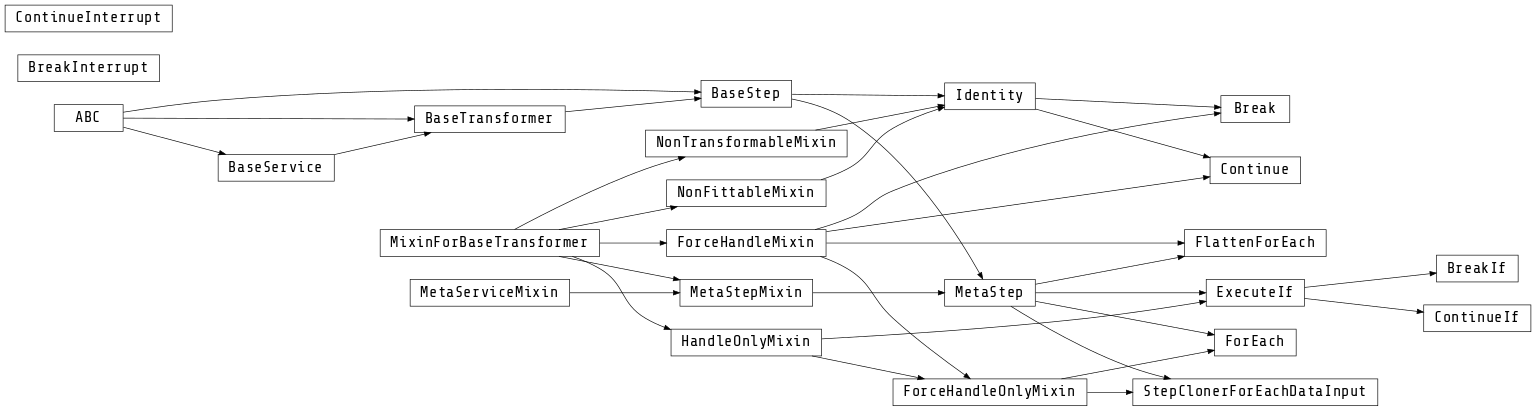 ContinueInterrupt
BreakInterrupt
ABC
BaseService
BaseTransformer
MixinForBaseTransformer
MetaServiceMixin
BaseStep
NonTransformableMixin
NonFittableMixin
ForceHandleMixin
MetaStepMixin
HandleOnlyMixin
Identity
MetaStep
ForceHandleOnlyMixin
Break
Continue
FlattenForEach
ExecuteIf
ForEach
StepClonerForEachDataInput
BreakIf
ContinueIf